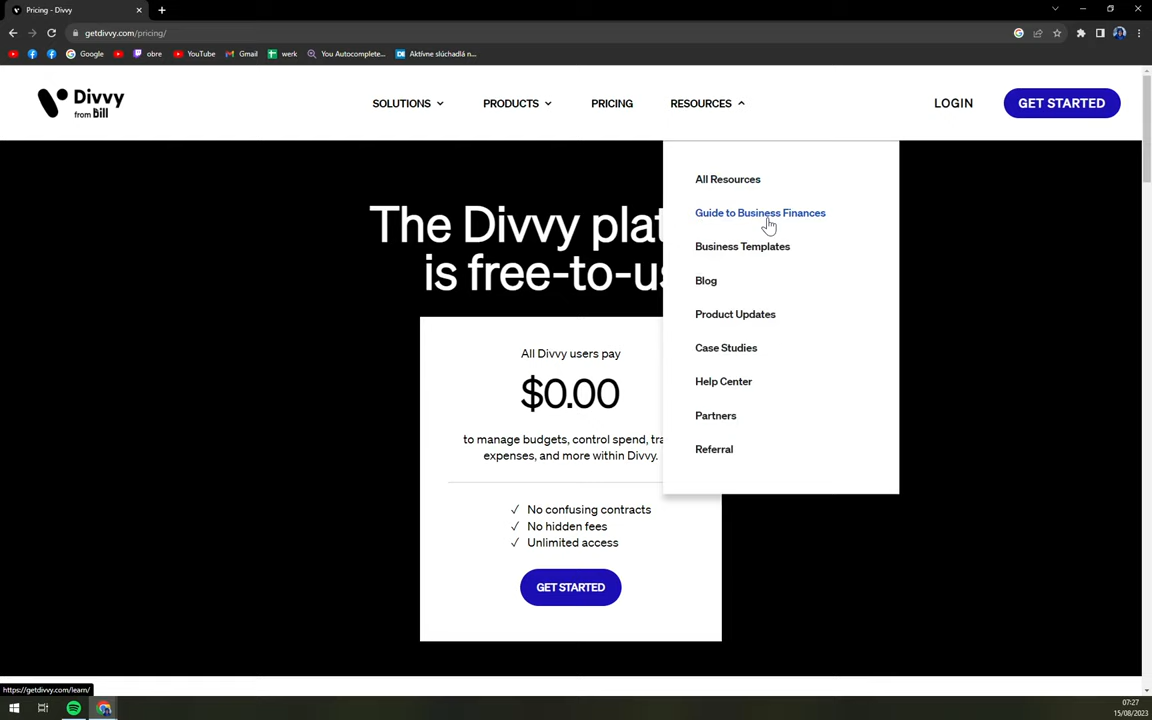 Pricing - Divvy
getdivvy.com/pricing/
Google
obre
YouTube
Gmail
werk
You Autocomplete...
Aktívne slúchadlá n...
Divvy
from bill
SOLUTIONS
PRODUCTS
PRICING
RESOURCES
LOGIN
GET STARTED
All Resources
Guide to Business Finances
Business Templates
Blog
Product Updates
Case Studies
Help Center
Partners
Referral
The Divvy plat
is free-to-us
All Divvy users pay
$0.00
to manage budgets, control spend, tra
expenses, and more within Divvy.
✓ No confusing contracts
✓ No hidden fees
✓ Unlimited access
GET STARTED
https://getdivvy.com/learn/
07:27
15/08/2023